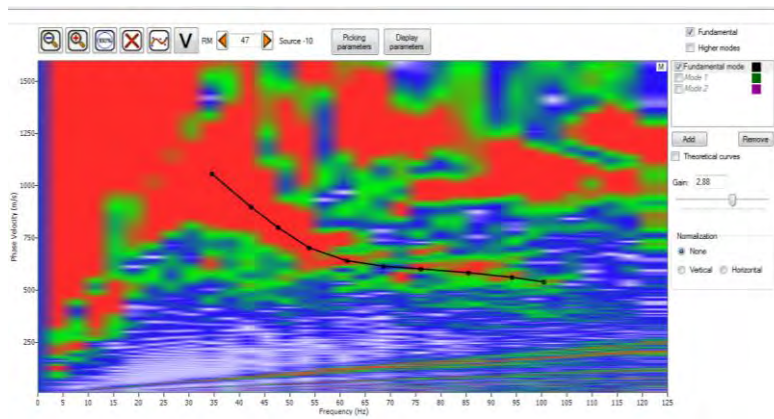 100%
V
RM
47
Source -10
Picking
parameters
Display
parameters
Fundamental
Higher modes
M
Fundamental mode
Mode 1
Mode 2
Add
Remove
Theoretical curves
Gain: 2.88
Normalization
None
Vertical
Horizontal
Phase Velocity (m/s)
1500
1250
1000
750
500
250
0 5 10 15 20 25 30 35 40 45 50 55 60 65 70 75 80 85 90 95 100 105 110 115 120 125
Frequency (Hz)